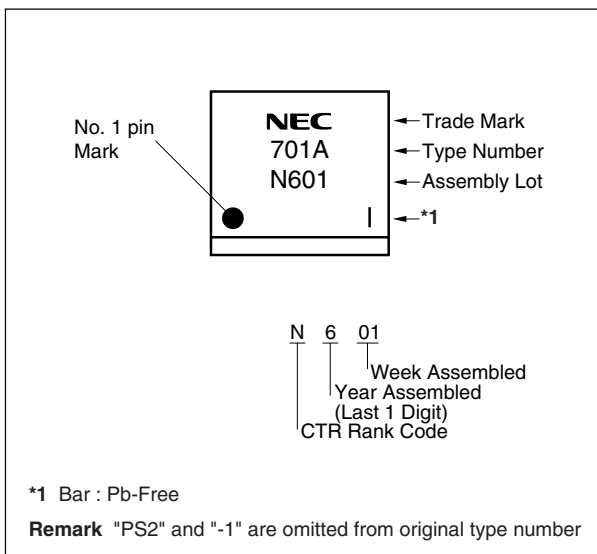 No. 1 pin
Mark
NEC
701A
N601
Trade Mark
Type Number
Assembly Lot
*1
N 6 01
Week Assembled
Year Assembled
(Last 1 Digit)
CTR Rank Code
*1 Bar : Pb-Free
Remark "PS2" and "-1" are omitted from original type number